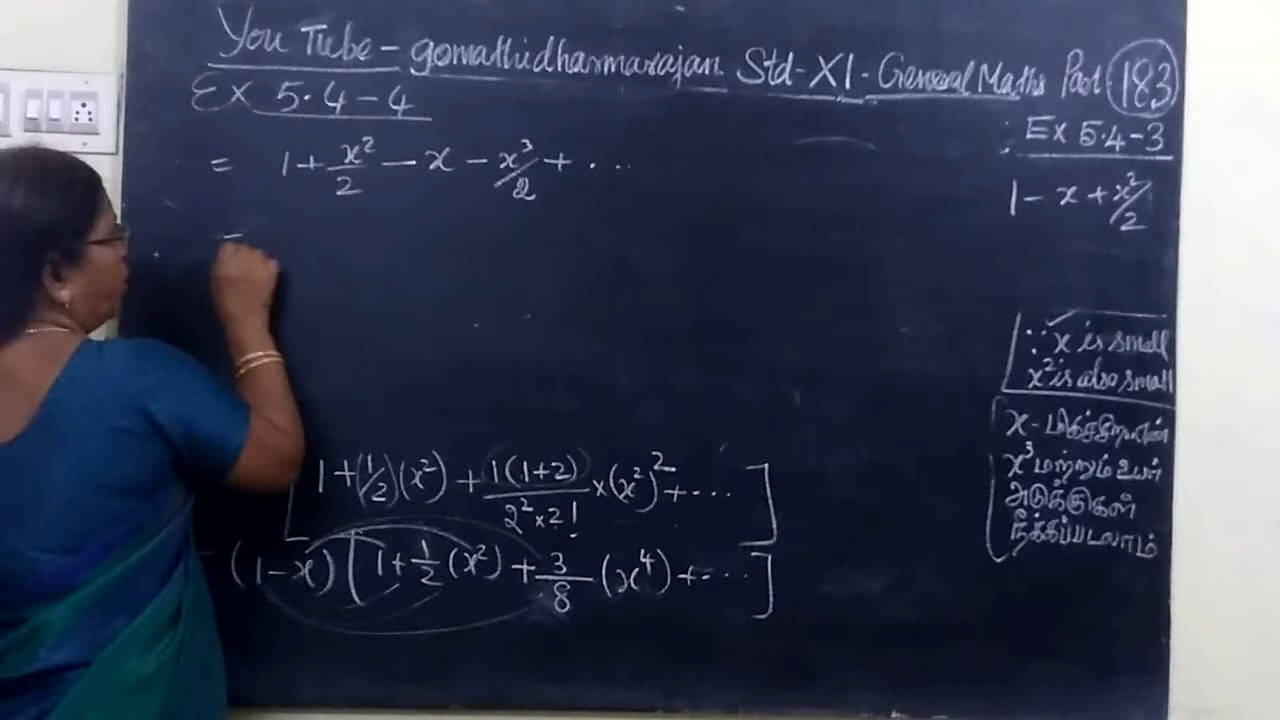 You Tube - gomathidharmarajan Std-XI - General Maths Part 183
Ex 5.4-4
= 1 + x²/2 - x - x³/2 + ...
=
[1 + (1/2)(x²) + 1(1+2)/(2² × 2!) × (x²)² + ...]
= (1-x) [1 + 1/2 (x²) + 3/8 (x⁴) + ...]
: Ex 5.4-3
1 - x + x²/2
∵ x is small
x² is also small
x - மிகச்சிறியஎண்
x³ மற்றும் உயர்
அடுக்குகள்
நீக்கப்படலாம்